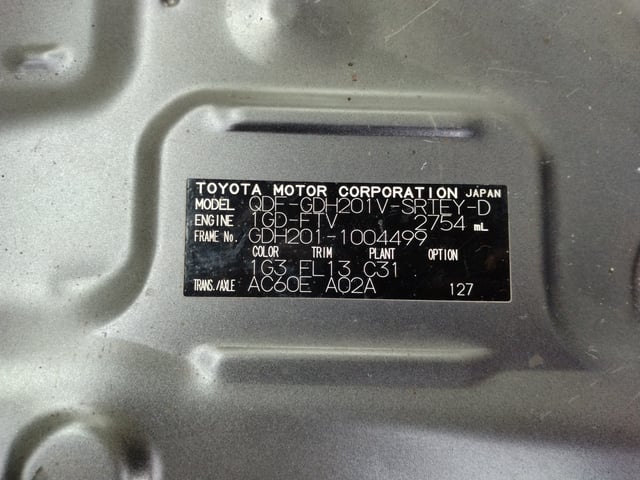 TOYOTA MOTOR CORPORATION JAPAN
MODEL QDF-GDH201V-SRTEY-D
ENGINE 1GD-FTV 2754 mL
FRAME No. GDH201-1004499
COLOR TRIM PLANT OPTION
1G3 FL13 C31
TRANS./AXLE AC60E A02A 127